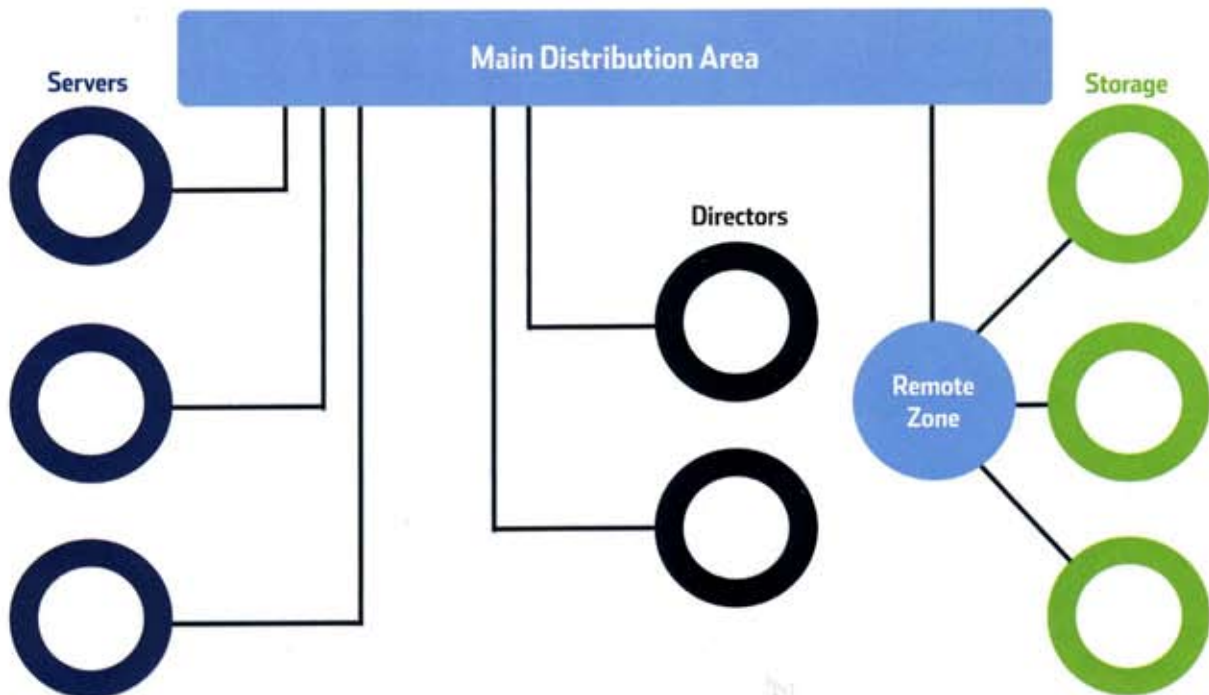 Main Distribution Area
Servers
Storage
Directors
Remote
Zone